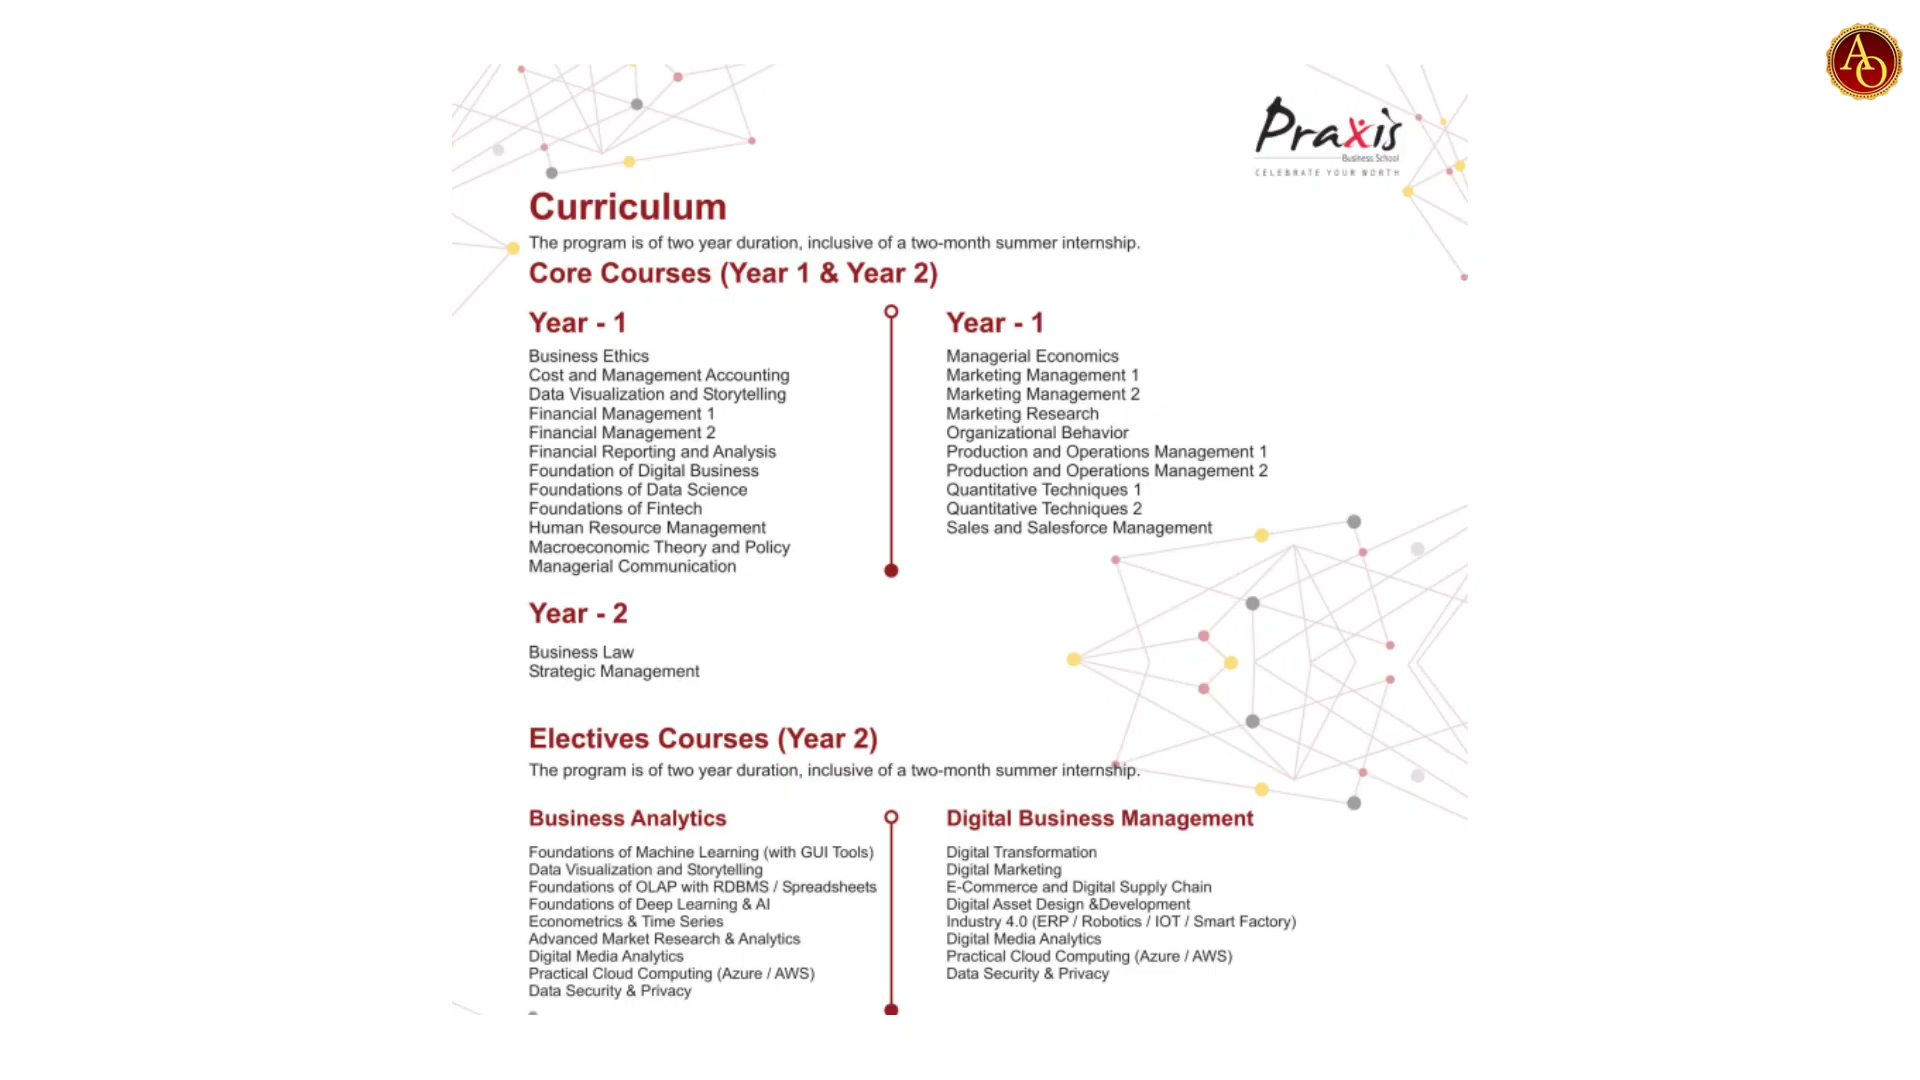 AO
Praxis
Business School
CELEBRATE YOUR WORTH
Curriculum
The program is of two year duration, inclusive of a two-month summer internship.
Core Courses (Year 1 & Year 2)
Year - 1
Business Ethics
Cost and Management Accounting
Data Visualization and Storytelling
Financial Management 1
Financial Management 2
Financial Reporting and Analysis
Foundation of Digital Business
Foundations of Data Science
Foundations of Fintech
Human Resource Management
Macroeconomic Theory and Policy
Managerial Communication
Year - 1
Managerial Economics
Marketing Management 1
Marketing Management 2
Marketing Research
Organizational Behavior
Production and Operations Management 1
Production and Operations Management 2
Quantitative Techniques 1
Quantitative Techniques 2
Sales and Salesforce Management
Year - 2
Business Law
Strategic Management
Electives Courses (Year 2)
The program is of two year duration, inclusive of a two-month summer internship.
Business Analytics
Foundations of Machine Learning (with GUI Tools)
Data Visualization and Storytelling
Foundations of OLAP with RDBMS / Spreadsheets
Foundations of Deep Learning & AI
Econometrics & Time Series
Advanced Market Research & Analytics
Digital Media Analytics
Practical Cloud Computing (Azure / AWS)
Data Security & Privacy
Digital Business Management
Digital Transformation
Digital Marketing
E-Commerce and Digital Supply Chain
Digital Asset Design &Development
Industry 4.0 (ERP / Robotics / IOT / Smart Factory)
Digital Media Analytics
Practical Cloud Computing (Azure / AWS)
Data Security & Privacy